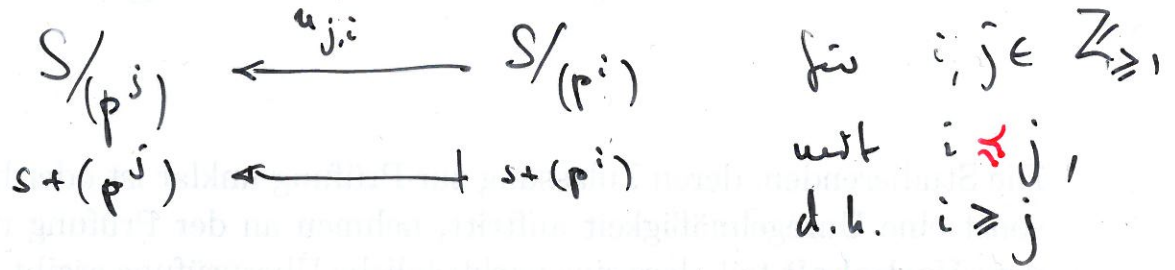 S/(p^j) ←u_{j,i}— S/(p^i) für i, j ∈ Z_{≥1}
s+(p^j) ←—| s+(p^i) mit i ≼ j,
d.h. i ≥ j